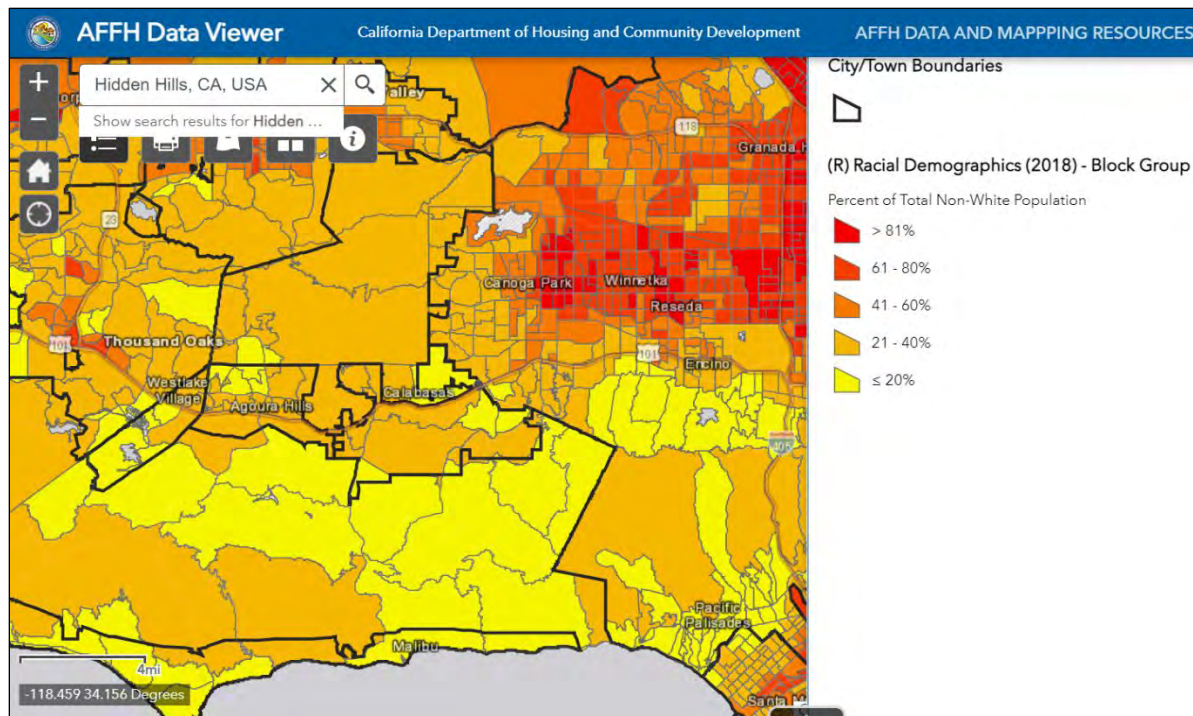 AFFH Data Viewer
California Department of Housing and Community Development
AFFH DATA AND MAPPPING RESOURCES
Hidden Hills, CA, USA
Show search results for Hidden ...
City/Town Boundaries
(R) Racial Demographics (2018) - Block Group
Percent of Total Non-White Population
> 81%
61 - 80%
41 - 60%
21 - 40%
≤ 20%
alley
118
Granada H
23
Canoga Park
Winnetka
Reseda
101
Thousand Oaks
101
Encino
Westlake
Village
Calabasas
Agoura Hills
405
Pacific
Palisades
Malibu
4mi
-118.459 34.156 Degrees
Santa M